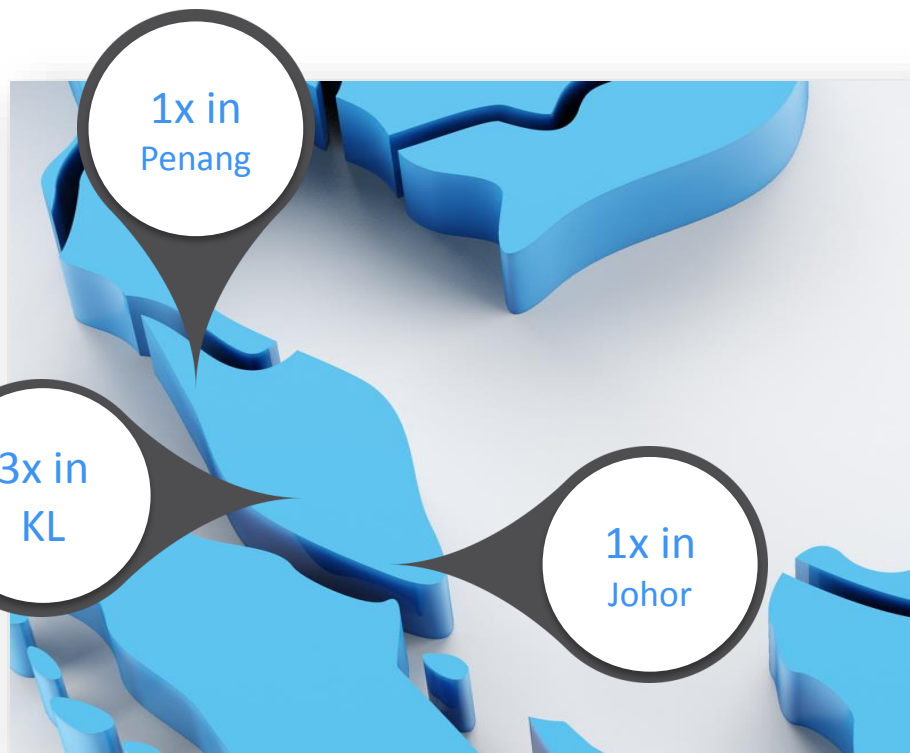 1x in
Penang
3x in
KL
1x in
Johor